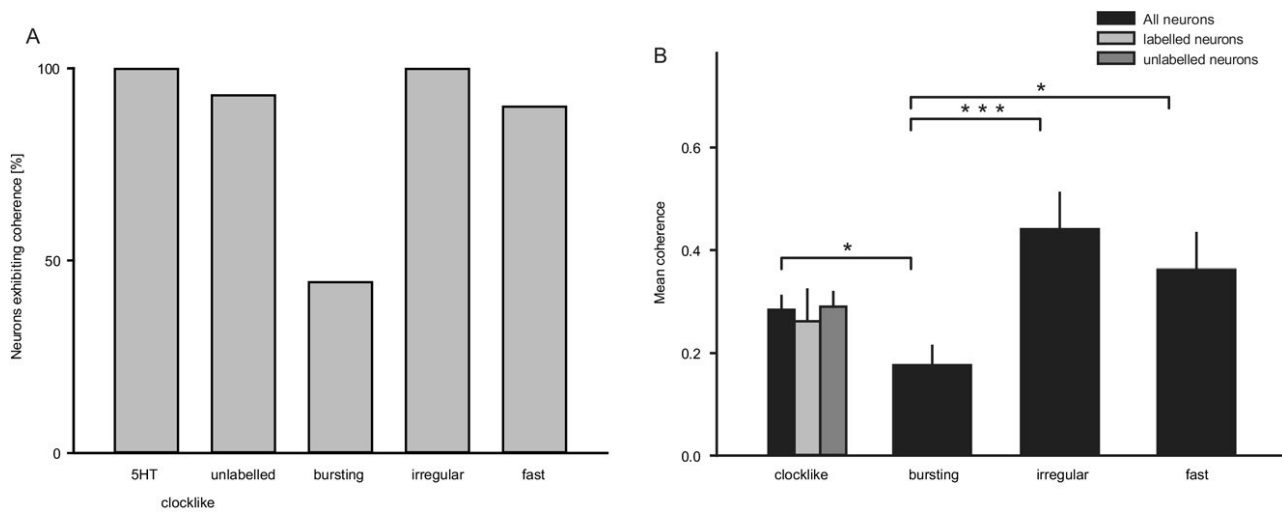 A
Neurons exhibiting coherence [%]
100
50
0
5HT
unlabelled
bursting
irregular
fast
clocklike
B
All neurons
labelled neurons
unlabelled neurons
Mean coherence
0.6
0.4
0.2
0.0
*
* * *
*
clocklike
bursting
irregular
fast